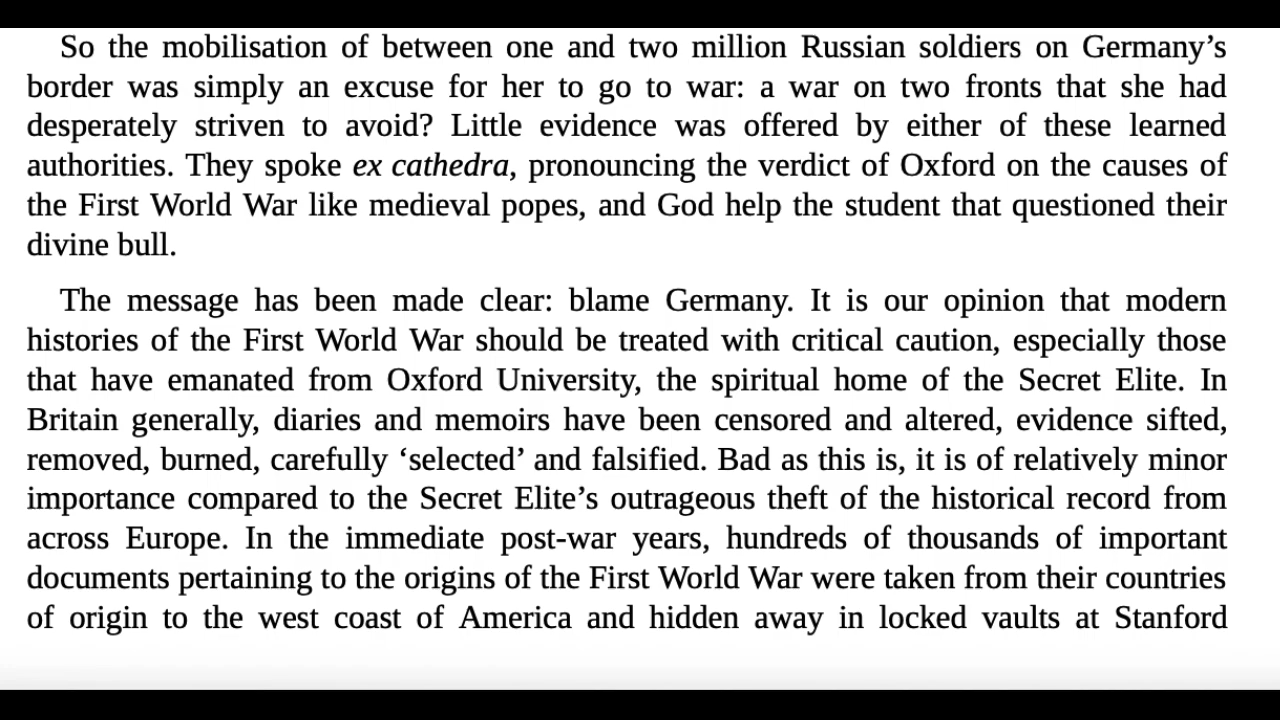 So the mobilisation of between one and two million Russian soldiers on Germany’s
border was simply an excuse for her to go to war: a war on two fronts that she had
desperately striven to avoid? Little evidence was offered by either of these learned
authorities. They spoke ex cathedra, pronouncing the verdict of Oxford on the causes of
the First World War like medieval popes, and God help the student that questioned their
divine bull.
The message has been made clear: blame Germany. It is our opinion that modern
histories of the First World War should be treated with critical caution, especially those
that have emanated from Oxford University, the spiritual home of the Secret Elite. In
Britain generally, diaries and memoirs have been censored and altered, evidence sifted,
removed, burned, carefully ‘selected’ and falsified. Bad as this is, it is of relatively minor
importance compared to the Secret Elite’s outrageous theft of the historical record from
across Europe. In the immediate post-war years, hundreds of thousands of important
documents pertaining to the origins of the First World War were taken from their countries
of origin to the west coast of America and hidden away in locked vaults at Stanford